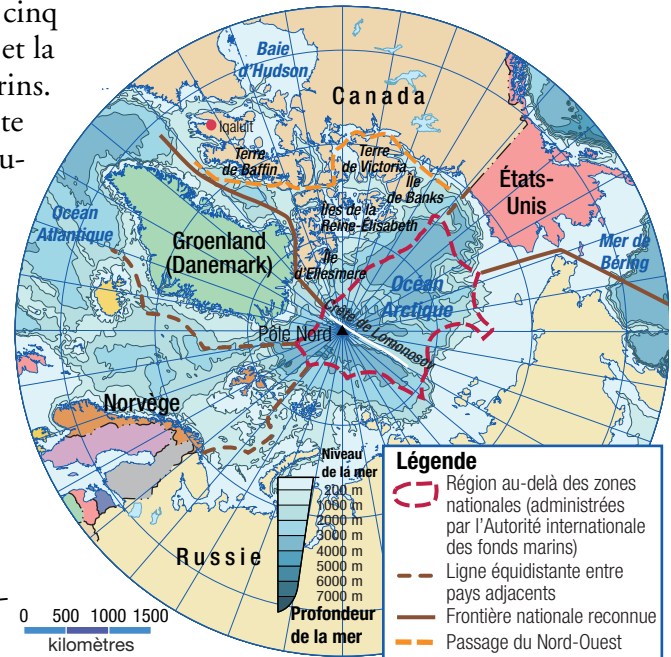 cinq
et la
rins.
te
u-
Baie
d'Hudson
Canada
Iqaluit
Terre
de Baffin
Terre
de Victoria
Île
de Banks
États-
Unis
Îles de la
Reine-Élisabeth
Océan
Atlantique
Groenland
(Danemark)
Île
d'Ellesmere
Mer de
Béring
Océan
Arctique
Crête de Lomonosov
Pôle Nord
Norvège
Russie
Niveau
de la mer
200 m
1000 m
2000 m
3000 m
4000 m
5000 m
6000 m
7000 m
Profondeur
de la mer
0 500 1000 1500
kilomètres
Légende
Région au-delà des zones
nationales (administrées
par l'Autorité internationale
des fonds marins)
Ligne équidistante entre
pays adjacents
Frontière nationale reconnue
Passage du Nord-Ouest